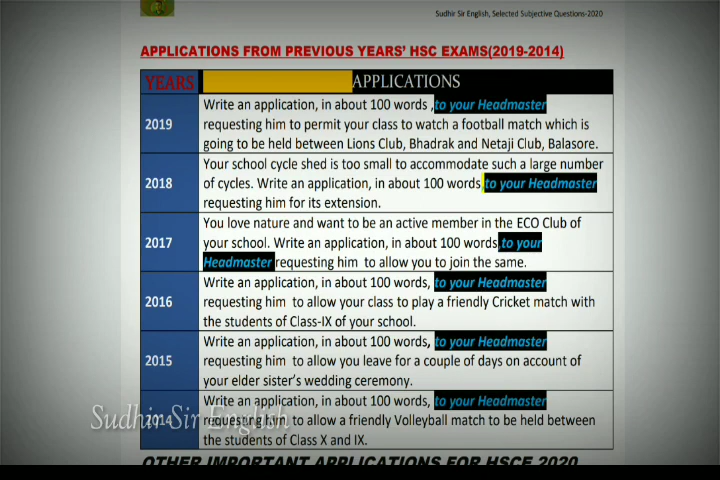 Sudhir Sir English, Selected Subjective Questions-2020
APPLICATIONS FROM PREVIOUS YEARS' HSC EXAMS(2019-2014)
YEARS APPLICATIONS
2019
Write an application, in about 100 words ,to your Headmaster
requesting him to permit your class to watch a football match which is
going to be held between Lions Club, Bhadrak and Netaji Club, Balasore.
2018
Your school cycle shed is too small to accommodate such a large number
of cycles. Write an application, in about 100 words,to your Headmaster
requesting him for its extension.
2017
You love nature and want to be an active member in the ECO Club of
your school. Write an application, in about 100 words,to your
Headmaster requesting him to allow you to join the same.
2016
Write an application, in about 100 words, to your Headmaster
requesting him to allow your class to play a friendly Cricket match with
the students of Class-IX of your school.
2015
Write an application, in about 100 words, to your Headmaster
requesting him to allow you leave for a couple of days on account of
your elder sister's wedding ceremony.
2014
Write an application, in about 100 words, to your Headmaster
requesting him to allow a friendly Volleyball match to be held between
the students of Class X and IX.
Sudhir Sir English
OTHER IMPORTANT APPLICATIONS FOR HSCE 2020